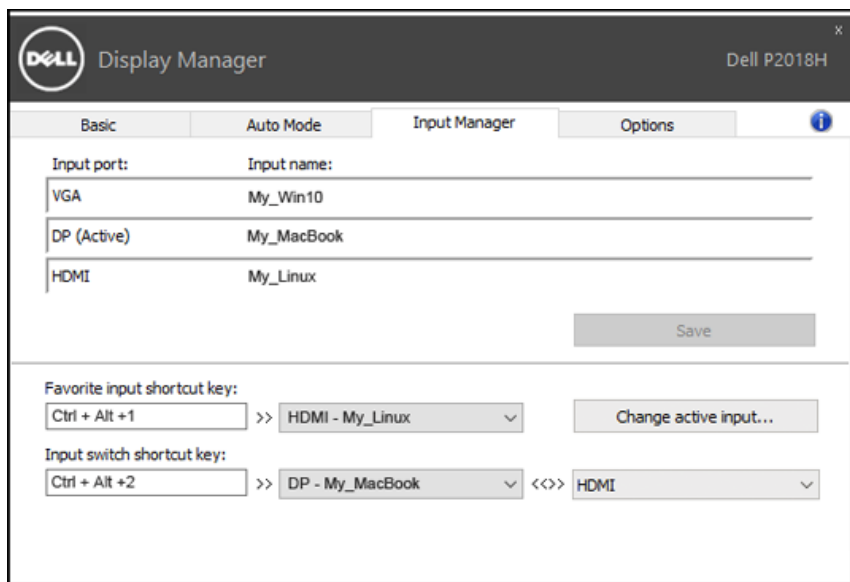 x
DELL Display Manager Dell P2018H
Basic Auto Mode Input Manager Options i
Input port: Input name:
VGA My_Win10
DP (Active) My_MacBook
HDMI My_Linux
Save
Favorite input shortcut key:
Ctrl + Alt +1 >> HDMI - My_Linux Change active input...
Input switch shortcut key:
Ctrl + Alt +2 >> DP - My_MacBook <<>> HDMI